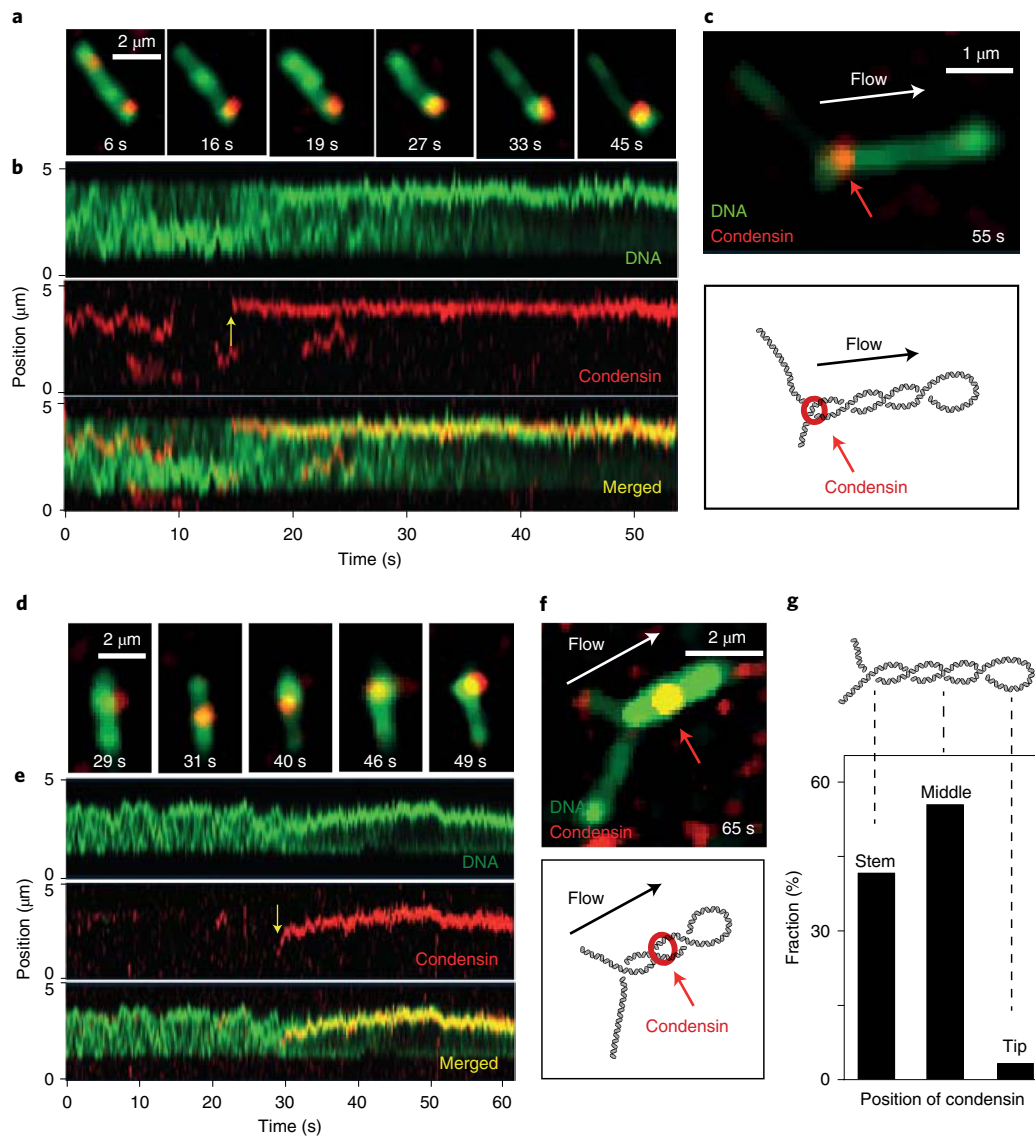 a
2 μm
6 s
16 s
19 s
27 s
33 s
45 s
b
5
DNA
0
5
Condensin
0
5
Merged
0
Position (μm)
0
10
20
30
40
50
Time (s)
c
1 μm
Flow
DNA
Condensin
55 s
Flow
Condensin
d
2 μm
29 s
31 s
40 s
46 s
49 s
e
5
DNA
0
5
Condensin
0
5
Merged
0
Position (μm)
0
10
20
30
40
50
60
Time (s)
f
Flow
2 μm
DNA
Condensin
65 s
Flow
Condensin
g
60
Middle
Stem
30
Tip
0
Fraction (%)
Position of condensin